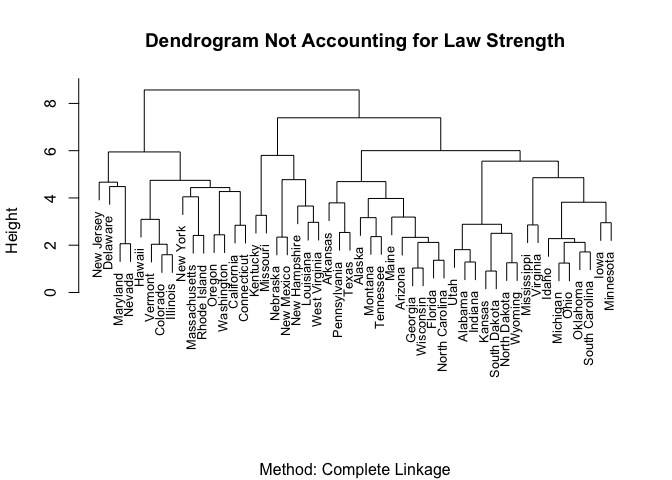 Dendrogram Not Accounting for Law Strength
Height
8
6
4
2
0
New Jersey
Delaware
Maryland
Nevada
Hawaii
Vermont
Colorado
Illinois
New York
Massachusetts
Rhode Island
Oregon
Washington
California
Connecticut
Kentucky
Missouri
Nebraska
New Mexico
New Hampshire
Louisiana
West Virginia
Arkansas
Pennsylvania
Texas
Alaska
Montana
Tennessee
Maine
Arizona
Georgia
Wisconsin
Florida
North Carolina
Utah
Alabama
Indiana
Kansas
South Dakota
North Dakota
Wyoming
Mississippi
Virginia
Idaho
Michigan
Ohio
Oklahoma
South Carolina
Iowa
Minnesota
Method: Complete Linkage